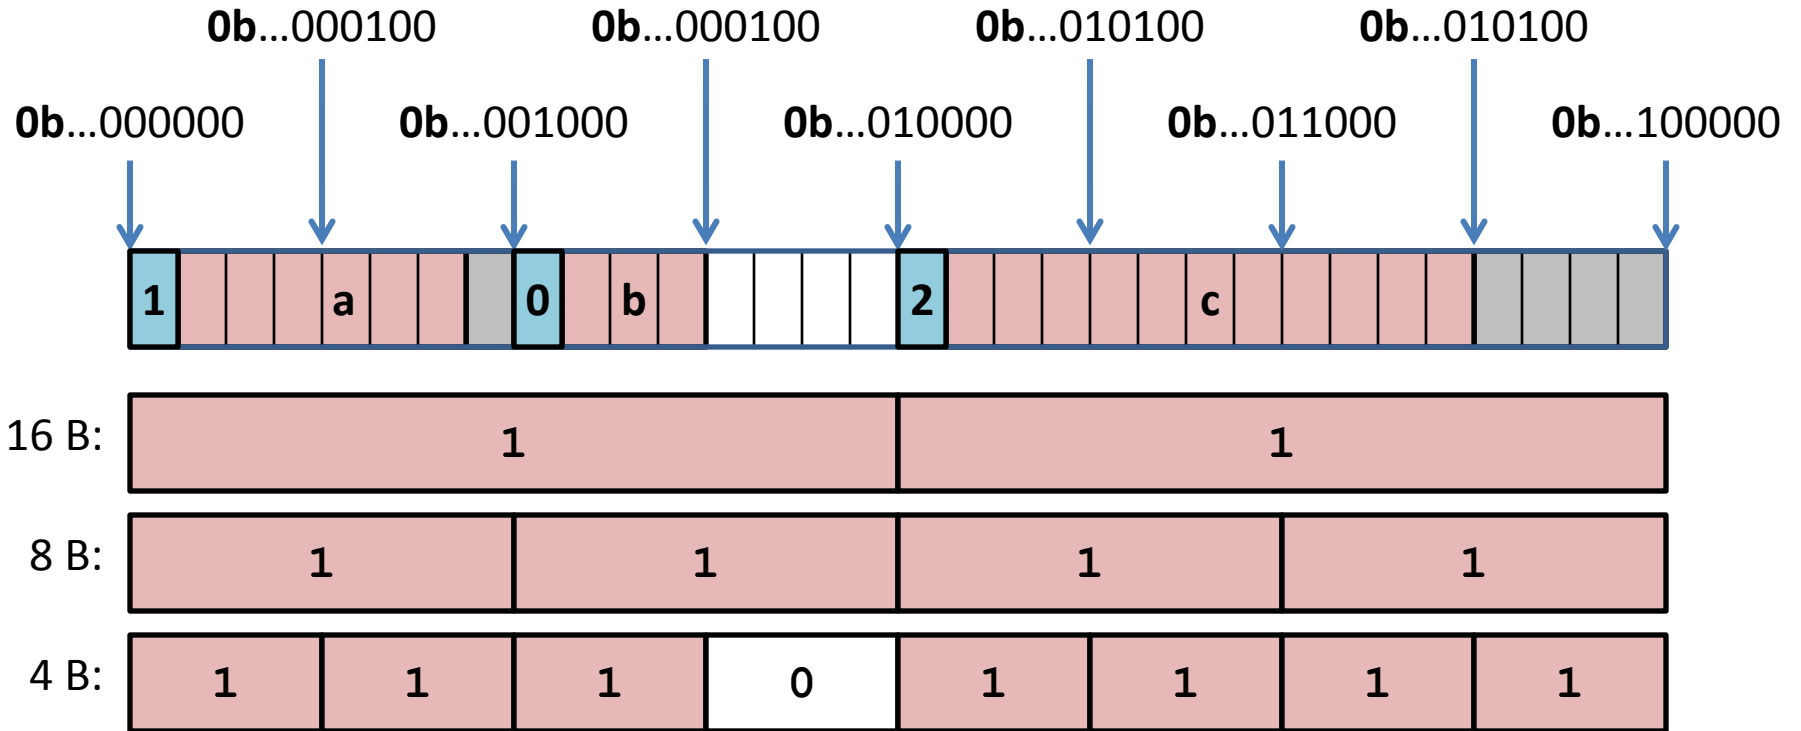 0b...000100 0b...000100 0b...010100 0b...010100
0b...000000 0b...001000 0b...010000 0b...011000 0b...100000
1 a 0 b 2 c
16 B: 1 1
8 B: 1 1 1 1
4 B: 1 1 1 0 1 1 1 1